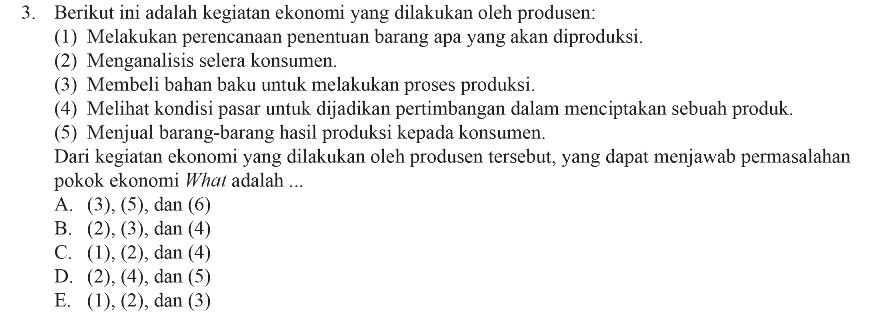 3. Berikut ini adalah kegiatan ekonomi yang dilakukan oleh produsen:
(1) Melakukan perencanaan penentuan barang apa yang akan diproduksi.
(2) Menganalisis selera konsumen.
(3) Membeli bahan baku untuk melakukan proses produksi.
(4) Melihat kondisi pasar untuk dijadikan pertimbangan dalam menciptakan sebuah produk.
(5) Menjual barang-barang hasil produksi kepada konsumen.
Dari kegiatan ekonomi yang dilakukan oleh produsen tersebut, yang dapat menjawab permasalahan
pokok ekonomi What adalah ...
A. (3), (5), dan (6)
B. (2), (3), dan (4)
C. (1), (2), dan (4)
D. (2), (4), dan (5)
E. (1), (2), dan (3)